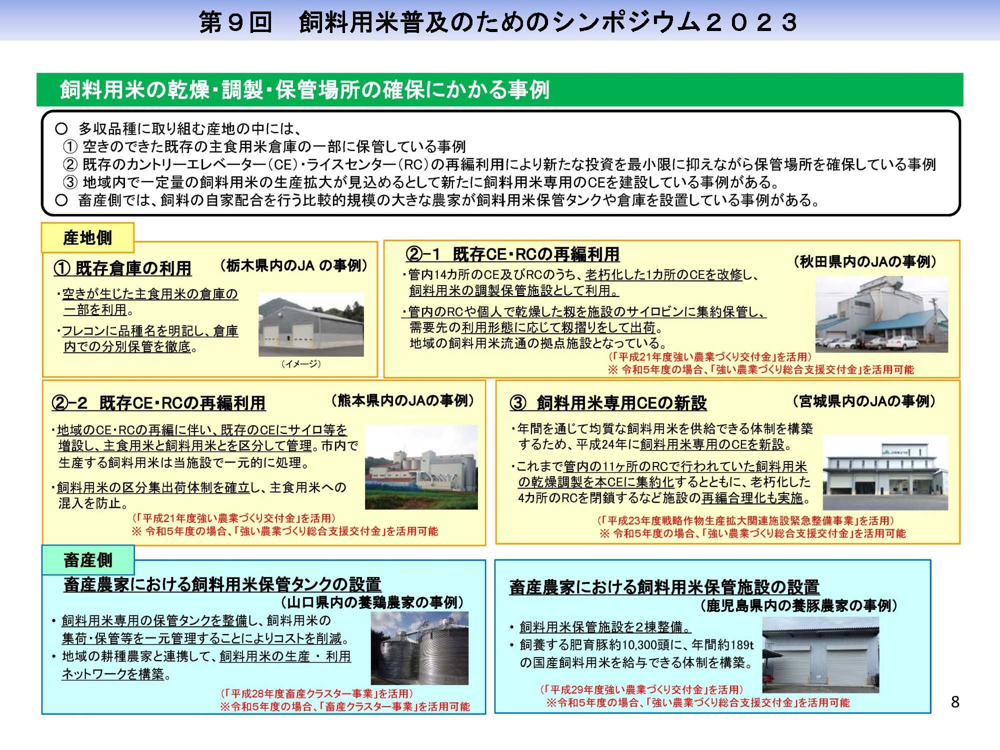 第９回　飼料用米普及のためのシンポジウム２０２３
飼料用米の乾燥・調製・保管場所の確保にかかる事例
○ 多収品種に取り組む産地の中には、
① 空きのできた既存の主食用米倉庫の一部に保管している事例
② 既存のカントリーエレベーター（CE）・ライスセンター（RC）の再編利用により新たな投資を最小限に抑えながら保管場所を確保している事例
③ 地域内で一定量の飼料用米の生産拡大が見込めるとして新たに飼料用米専用のCEを建設している事例がある。
○ 畜産側では、飼料の自家配合を行う比較的規模の大きな農家が飼料用米保管タンクや倉庫を設置している事例がある。
産地側
① 既存倉庫の利用　（栃木県内のJA の事例）
・空きが生じた主食用米の倉庫の
一部を利用。
・フレコンに品種名を明記し、倉庫
内での分別保管を徹底。
（イメージ）
②-1　既存CE・RCの再編利用
（秋田県内のJAの事例）
・管内14カ所のCE及びRCのうち、老朽化した1カ所のCEを改修し、
飼料用米の調製保管施設として利用。
・管内のRCや個人で乾燥した籾を施設のサイロビンに集約保管し、
需要先の利用形態に応じて籾摺りをして出荷。
地域の飼料用米流通の拠点施設となっている。
（「平成21年度強い農業づくり交付金」を活用）
※ 令和5年度の場合、「強い農業づくり総合支援交付金」を活用可能
②-2　既存CE・RCの再編利用　（熊本県内のJAの事例）
・地域のCE・RCの再編に伴い、既存のCEにサイロ等を
増設し、主食用米と飼料用米とを区分して管理。市内で
生産する飼料用米は当施設で一元的に処理。
・飼料用米の区分集出荷体制を確立し、主食用米への
混入を防止。
（「平成21年度強い農業づくり交付金」を活用）
※ 令和5年度の場合、「強い農業づくり総合支援交付金」を活用可能
③ 飼料用米専用CEの新設　（宮城県内のJAの事例）
・年間を通じて均質な飼料用米を供給できる体制を構築
するため、平成24年に飼料用米専用のCEを新設。
・これまで管内の11ヶ所のRCで行われていた飼料用米
の乾燥調製を本CEに集約化するとともに、老朽化した
4カ所のRCを閉鎖するなど施設の再編合理化も実施。
（「平成23年度戦略作物生産拡大関連施設緊急整備事業」を活用）
※ 令和5年度の場合、「強い農業づくり総合支援交付金」を活用可能
畜産側
畜産農家における飼料用米保管タンクの設置
（山口県内の養鶏農家の事例）
・ 飼料用米専用の保管タンクを整備し、飼料用米の
集荷・保管等を一元管理することによりコストを削減。
・ 地域の耕種農家と連携して、飼料用米の生産 ・ 利用
ネットワークを構築。
（「平成28年度畜産クラスター事業」を活用）
※令和5年度の場合、「畜産クラスター事業」を活用可能
畜産農家における飼料用米保管施設の設置
（鹿児島県内の養豚農家の事例）
・ 飼料用米保管施設を２棟整備。
・ 飼養する肥育豚約10,300頭に、年間約189t
の国産飼料用米を給与できる体制を構築。
（「平成29年度強い農業づくり交付金」を活用）
※令和5年度の場合、「強い農業づくり総合支援交付金」を活用可能
8